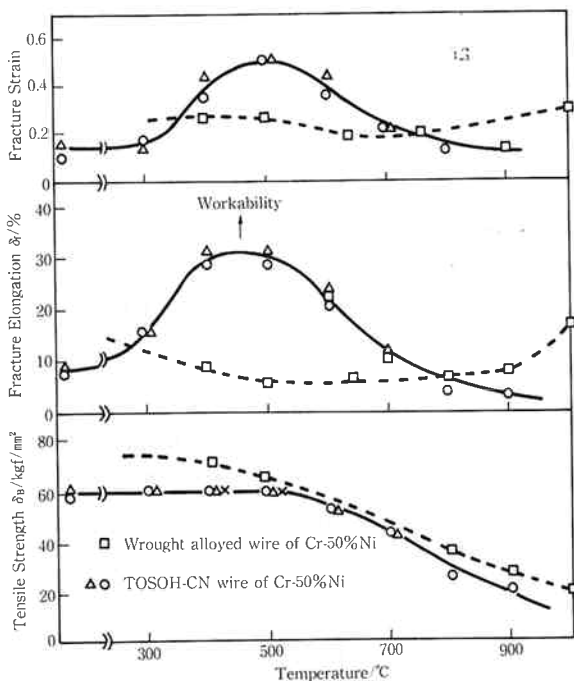 Fracture Strain
0.6
0.4
0.2
0
Workability
Fracture Elongation δf/%
40
30
20
10
0
Tensile Strength δB/kgf/mm²
80
60
40
20
0
□ Wrought alloyed wire of Cr-50%Ni
△ ○ TOSOH-CN wire of Cr-50%Ni
300 500 700 900
Temperature/℃